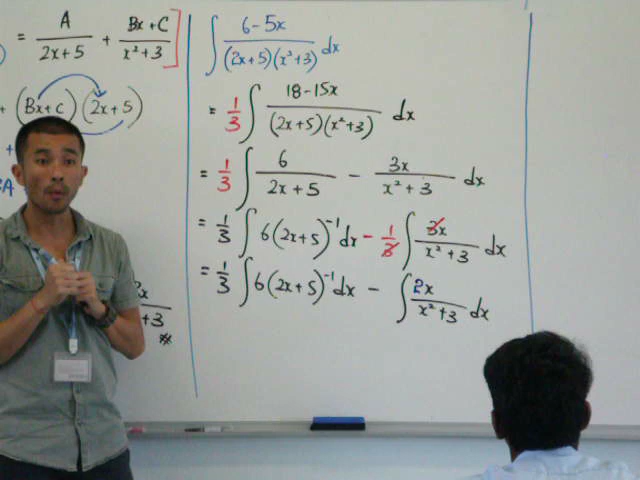 = A/(2x+5) + (Bx+C)/(x²+3) ]
+ (Bx+C)(2x+5)
+
3x/+3
※
∫ (6-5x)/((2x+5)(x²+3)) dx
= 1/3 ∫ (18-15x)/((2x+5)(x²+3)) dx
= 1/3 ∫ 6/(2x+5) - 3x/(x²+3) dx
= 1/3 ∫ 6(2x+5)⁻¹ dx - 1/3 ∫ 3x/(x²+3) dx
= 1/3 ∫ 6(2x+5)⁻¹ dx - ∫ 2x/(x²+3) dx